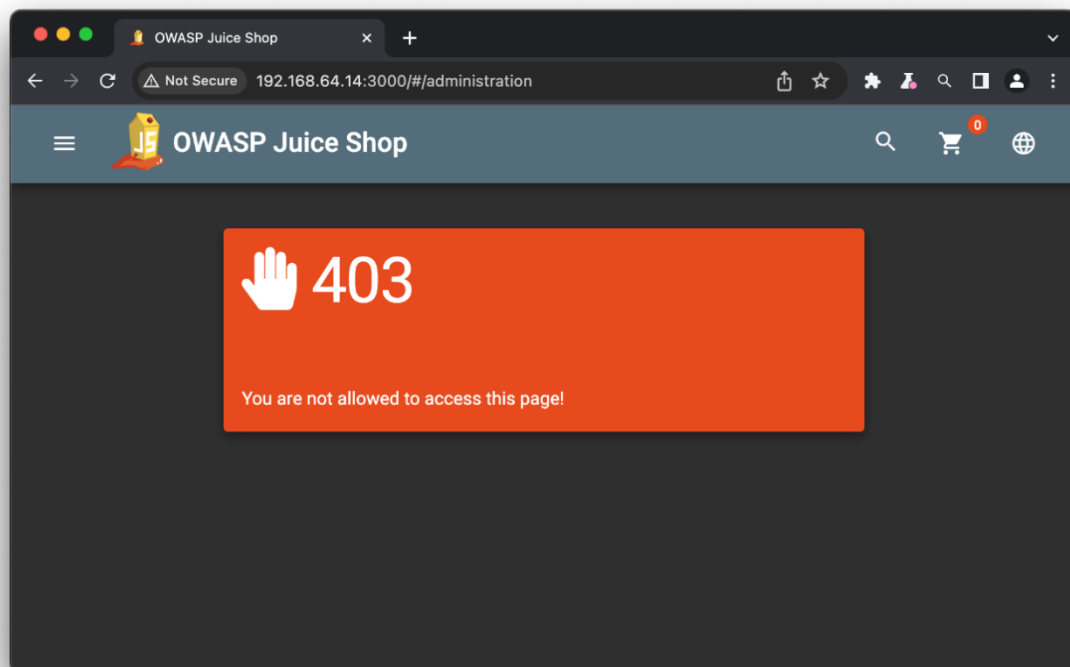 OWASP Juice Shop
Not Secure 192.168.64.14:3000/#/administration
JS OWASP Juice Shop 0
403
You are not allowed to access this page!